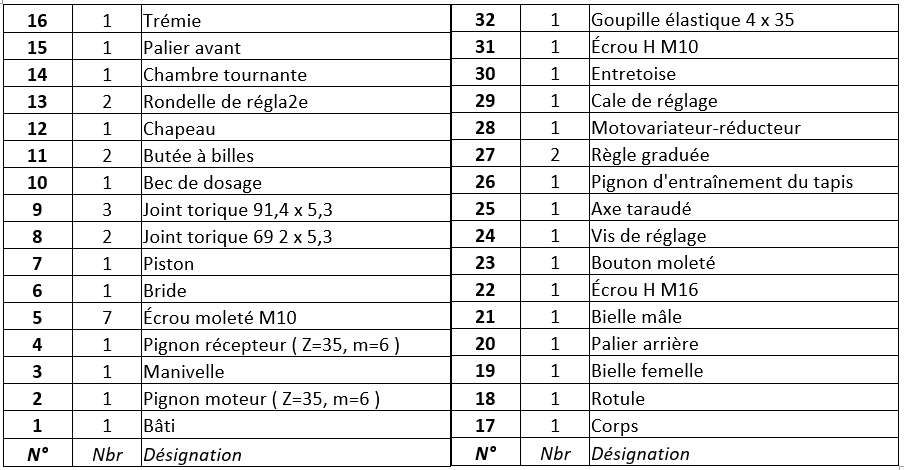 16 1 Trémie 32 1 Goupille élastique 4 x 35
15 1 Palier avant 31 1 Écrou H M10
14 1 Chambre tournante 30 1 Entretoise
13 2 Rondelle de régla2e 29 1 Cale de réglage
12 1 Chapeau 28 1 Motovariateur-réducteur
11 2 Butée à billes 27 2 Règle graduée
10 1 Bec de dosage 26 1 Pignon d'entraînement du tapis
9 3 Joint torique 91,4 x 5,3 25 1 Axe taraudé
8 2 Joint torique 69 2 x 5,3 24 1 Vis de réglage
7 1 Piston 23 1 Bouton moleté
6 1 Bride 22 1 Écrou H M16
5 7 Écrou moleté M10 21 1 Bielle mâle
4 1 Pignon récepteur ( Z=35, m=6 ) 20 1 Palier arrière
3 1 Manivelle 19 1 Bielle femelle
2 1 Pignon moteur ( Z=35, m=6 ) 18 1 Rotule
1 1 Bâti 17 1 Corps
N° Nbr Désignation N° Nbr Désignation